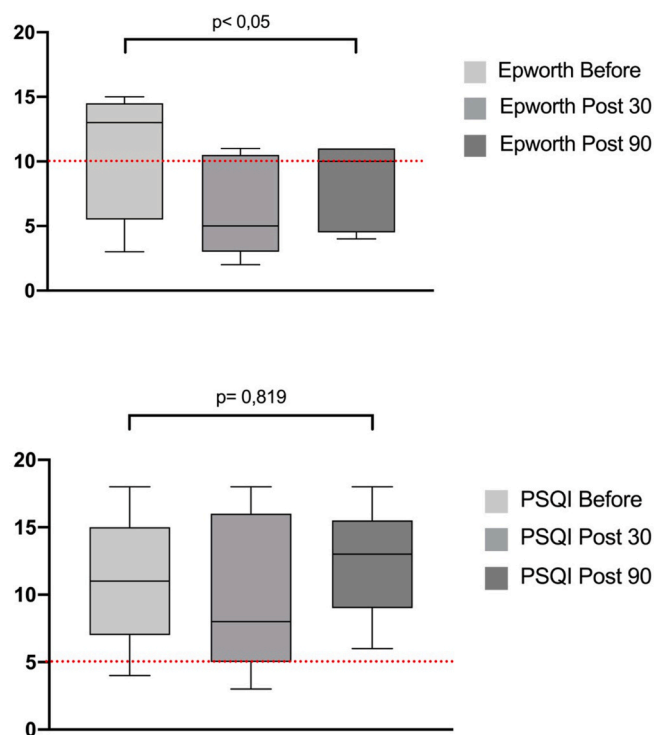 p< 0,05
20
15
10
5
0
Epworth Before
Epworth Post 30
Epworth Post 90
p= 0,819
20
15
10
5
0
PSQI Before
PSQI Post 30
PSQI Post 90